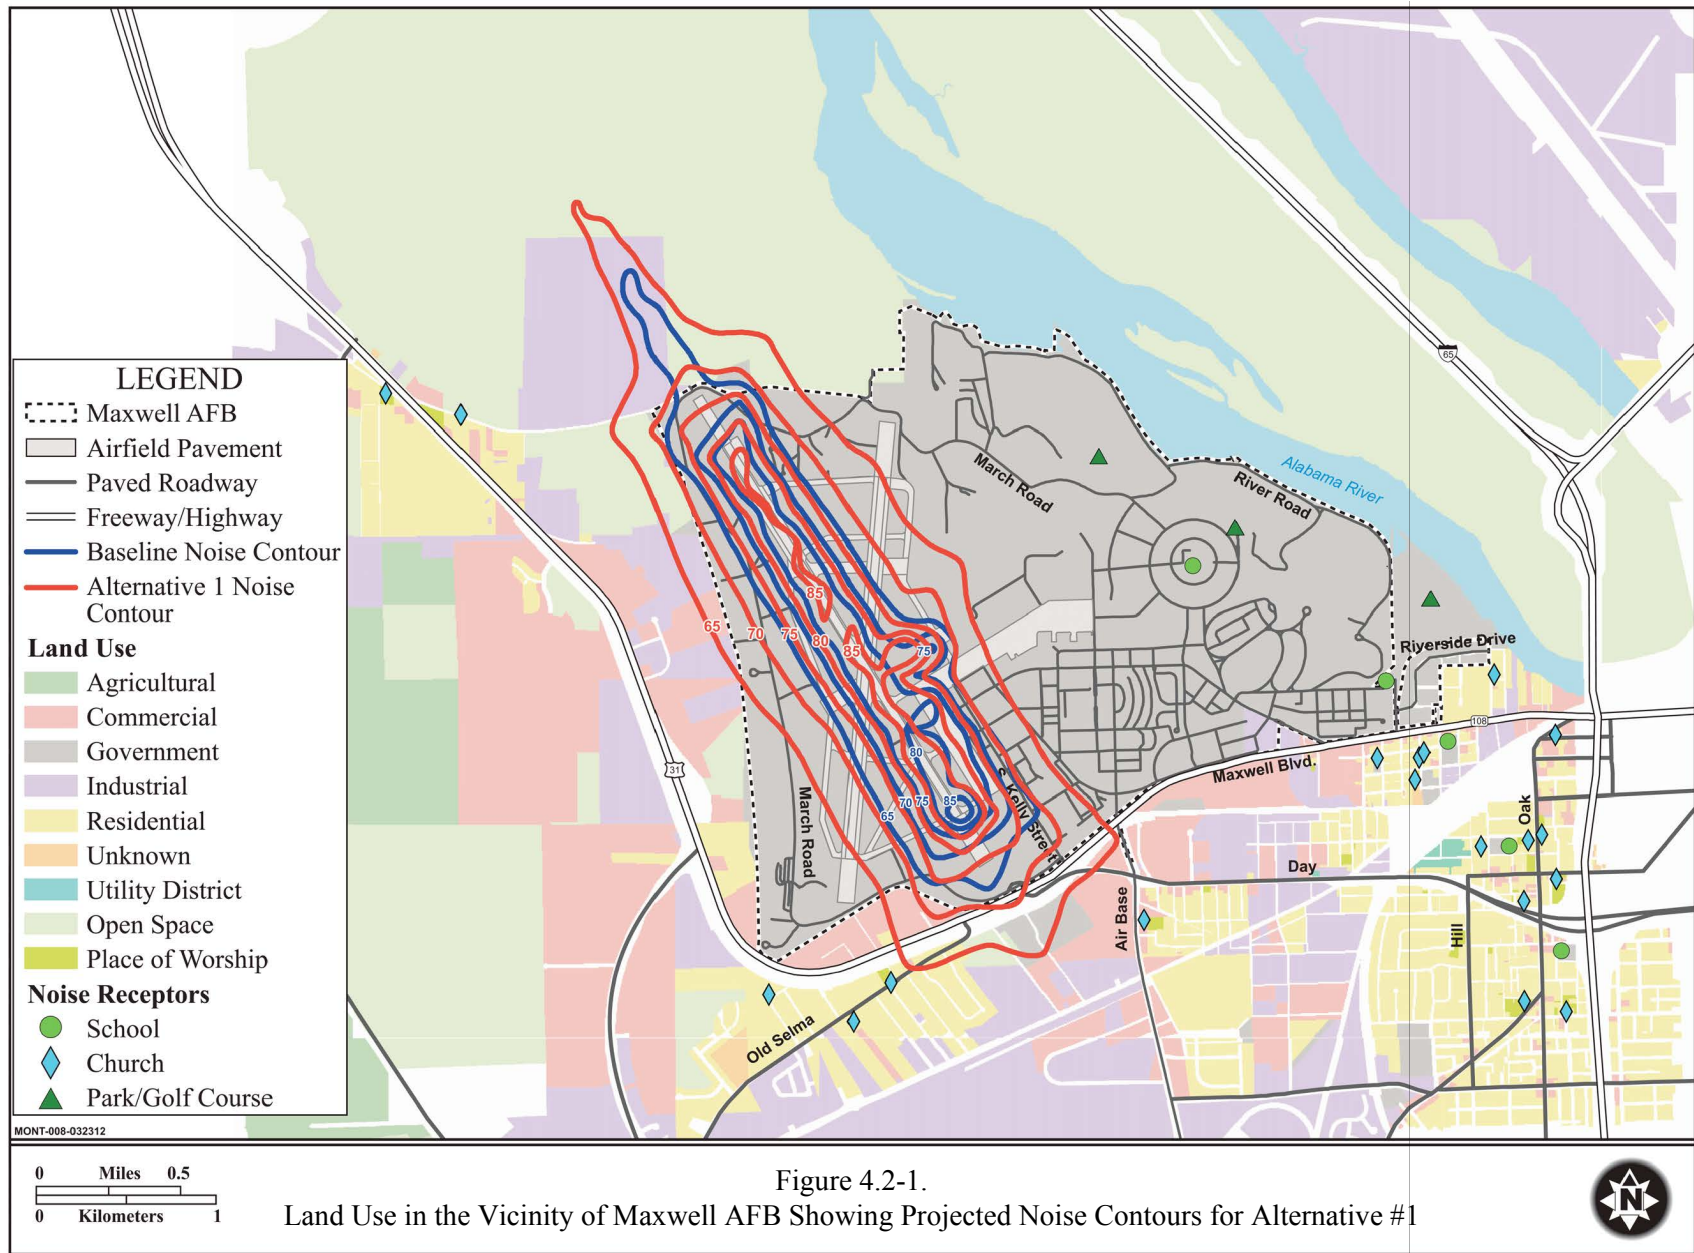 LEGEND
Maxwell AFB
Airfield Pavement
Paved Roadway
Freeway/Highway
Baseline Noise Contour
Alternative 1 Noise
Contour
Land Use
Agricultural
Commercial
Government
Industrial
Residential
Unknown
Utility District
Open Space
Place of Worship
Noise Receptors
School
Church
Park/Golf Course
MONT-008-032312
65
Alabama River
March Road
River Road
85
65
70
75
80
85
75
Riverside Dr
108
80
31
Maxwell Blvd.
70
75
85
65
March Road
S. Kelly Street
Oak
Day
Air Base
Hill
Old Selma
0 Miles 0.5
0 Kilometers 1
Figure 4.2-1.
Land Use in the Vicinity of Maxwell AFB Showing Projected Noise Contours for Alternative #1
N